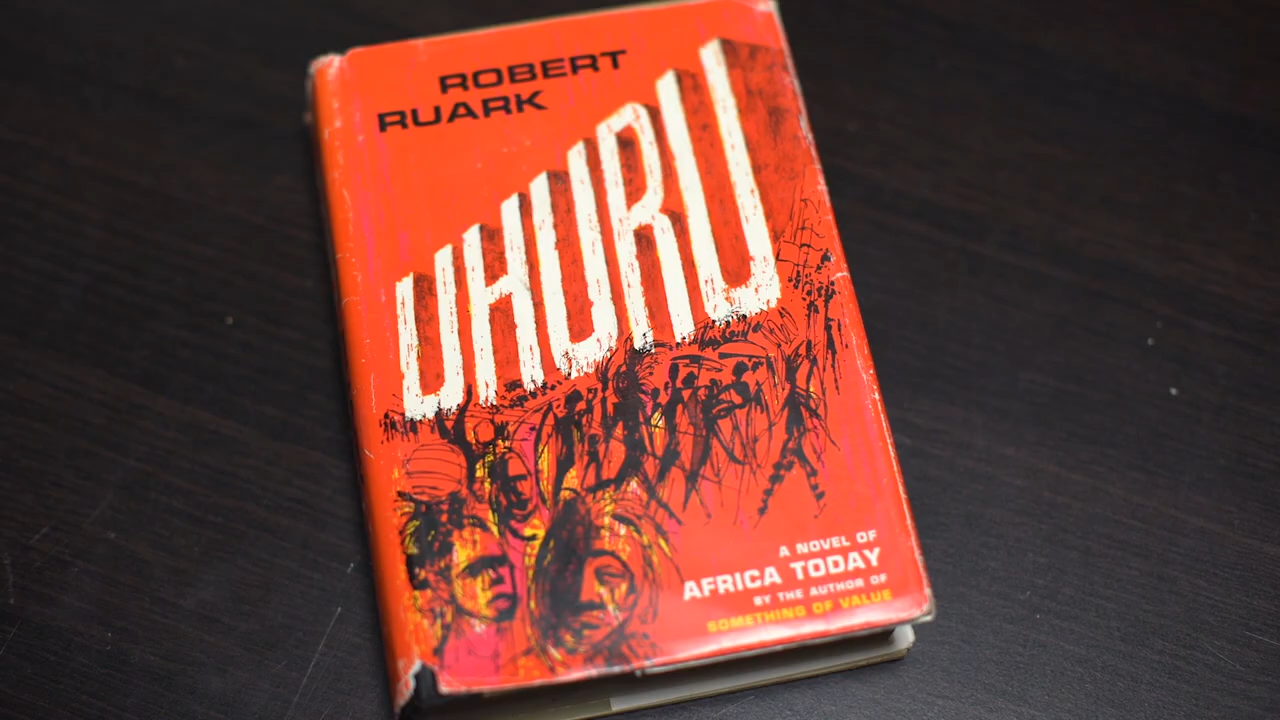 ROBERT
RUARK
UHURU
A NOVEL OF
AFRICA TODAY
BY THE AUTHOR OF
SOMETHING OF VALUE